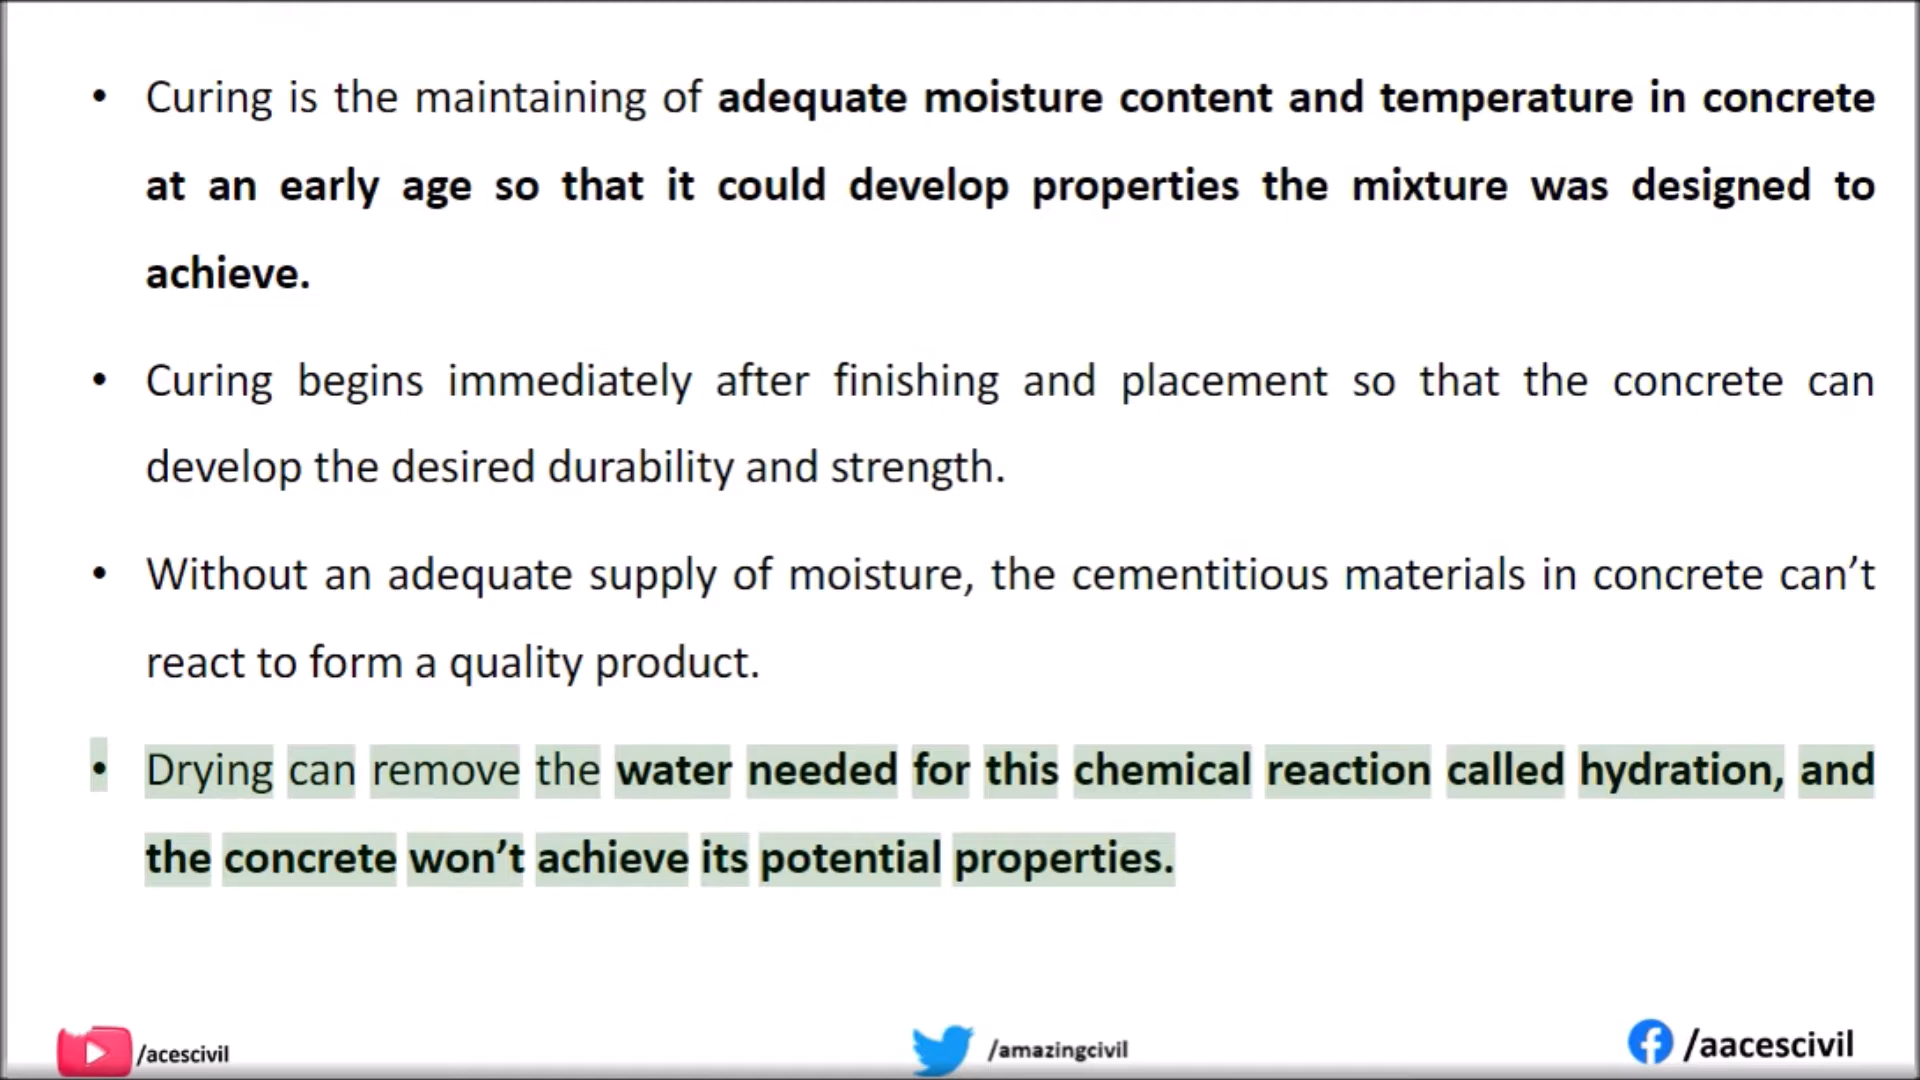 • Curing is the maintaining of adequate moisture content and temperature in concrete
at an early age so that it could develop properties the mixture was designed to
achieve.
• Curing begins immediately after finishing and placement so that the concrete can
develop the desired durability and strength.
• Without an adequate supply of moisture, the cementitious materials in concrete can’t
react to form a quality product.
• Drying can remove the water needed for this chemical reaction called hydration, and
the concrete won’t achieve its potential properties.
/acescivil
/amazingcivil
/aacescivil